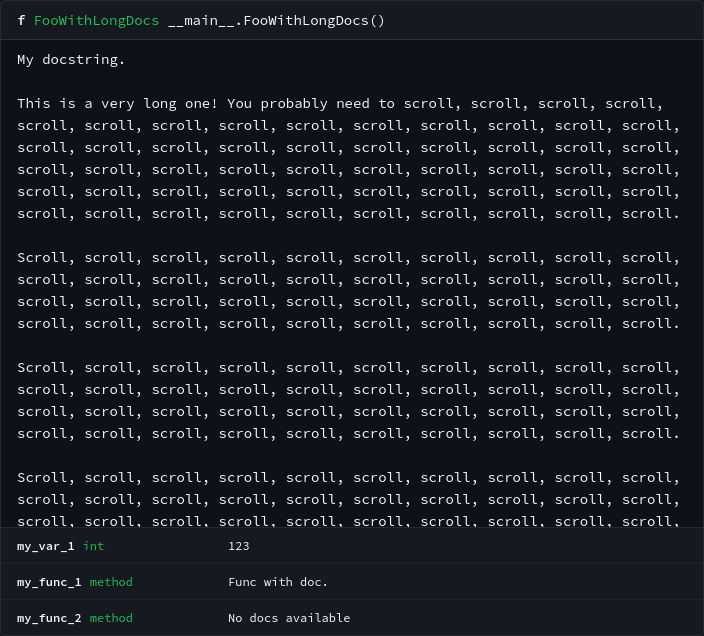 f FooWithLongDocs __main__.FooWithLongDocs()
My docstring.
This is a very long one! You probably need to scroll, scroll, scroll, scroll,
scroll, scroll, scroll, scroll, scroll, scroll, scroll, scroll, scroll, scroll,
scroll, scroll, scroll, scroll, scroll, scroll, scroll, scroll, scroll, scroll,
scroll, scroll, scroll, scroll, scroll, scroll, scroll, scroll, scroll, scroll,
scroll, scroll, scroll, scroll, scroll, scroll, scroll, scroll, scroll, scroll,
scroll, scroll, scroll, scroll, scroll, scroll, scroll, scroll, scroll, scroll.
Scroll, scroll, scroll, scroll, scroll, scroll, scroll, scroll, scroll, scroll,
scroll, scroll, scroll, scroll, scroll, scroll, scroll, scroll, scroll, scroll,
scroll, scroll, scroll, scroll, scroll, scroll, scroll, scroll, scroll, scroll,
scroll, scroll, scroll, scroll, scroll, scroll, scroll, scroll, scroll, scroll.
Scroll, scroll, scroll, scroll, scroll, scroll, scroll, scroll, scroll, scroll,
scroll, scroll, scroll, scroll, scroll, scroll, scroll, scroll, scroll, scroll,
scroll, scroll, scroll, scroll, scroll, scroll, scroll, scroll, scroll, scroll,
scroll, scroll, scroll, scroll, scroll, scroll, scroll, scroll, scroll, scroll.
Scroll, scroll, scroll, scroll, scroll, scroll, scroll, scroll, scroll, scroll,
scroll, scroll, scroll, scroll, scroll, scroll, scroll, scroll, scroll, scroll,
scroll, scroll, scroll, scroll, scroll, scroll, scroll, scroll, scroll, scroll,
my_var_1 int 123
my_func_1 method Func with doc.
my_func_2 method No docs available